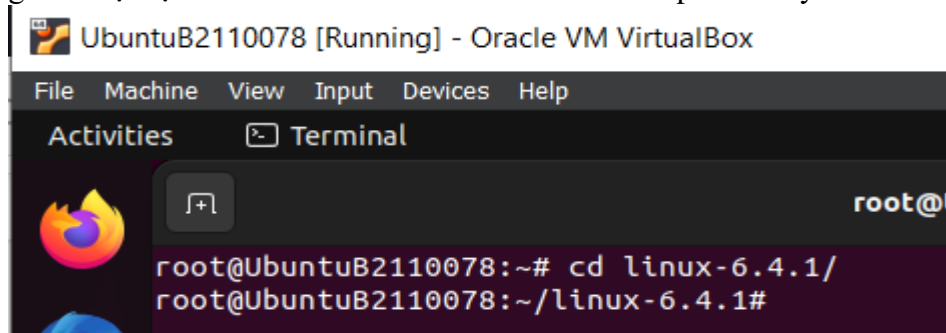 UbuntuB2110078 [Running] - Oracle VM VirtualBox
File Machine View Input Devices Help
Activities Terminal
root@
root@UbuntuB2110078:~# cd linux-6.4.1/
root@UbuntuB2110078:~/linux-6.4.1#